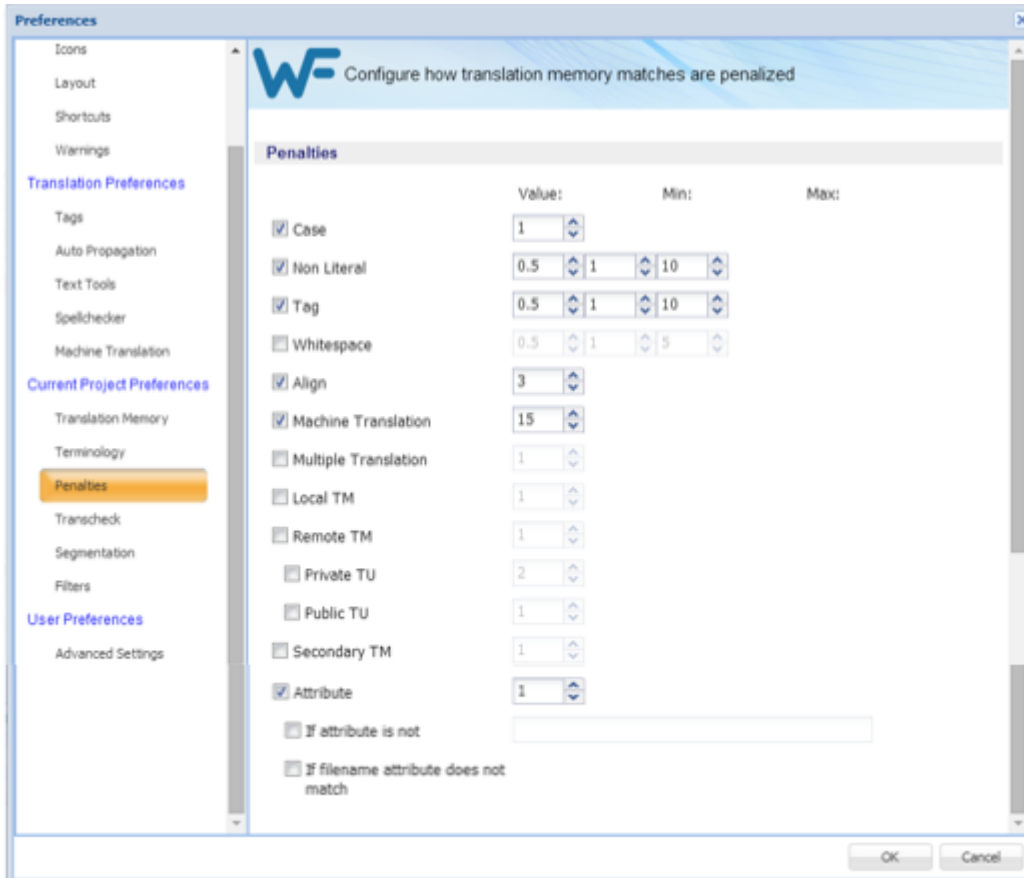 Preferences
Icons
Layout
Shortcuts
Warnings
Translation Preferences
Tags
Auto Propagation
Text Tools
Spellchecker
Machine Translation
Current Project Preferences
Translation Memory
Terminology
Penalties
Transcheck
Segmentation
Filters
User Preferences
Advanced Settings
WF Configure how translation memory matches are penalized
Penalties
Value: Min: Max:
Case 1
Non Literal 0.5 1 10
Tag 0.5 1 10
Whitespace 0.5 1 5
Align 3
Machine Translation 15
Multiple Translation 1
Local TM 1
Remote TM 1
Private TU 2
Public TU 1
Secondary TM 1
Attribute 1
If attribute is not
If filename attribute does not
match
OK Cancel